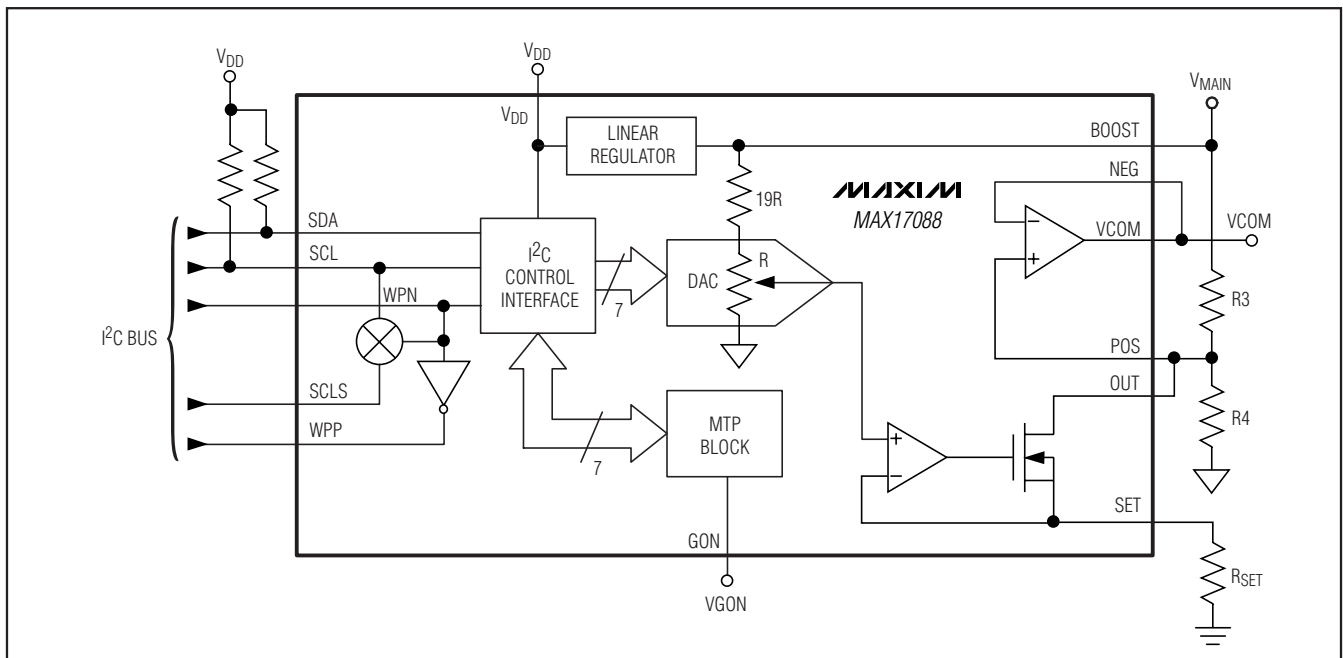 VDD
VDD
VMAIN
VDD
LINEAR
REGULATOR
BOOST
NEG
19R
MAXIM
MAX17088
VCOM
VCOM
SDA
SCL
I2C
CONTROL
INTERFACE
7
DAC
R
R3
WPN
I2C BUS
POS
OUT
SCLS
WPP
7
MTP
BLOCK
R4
SET
GON
VGON
RSET